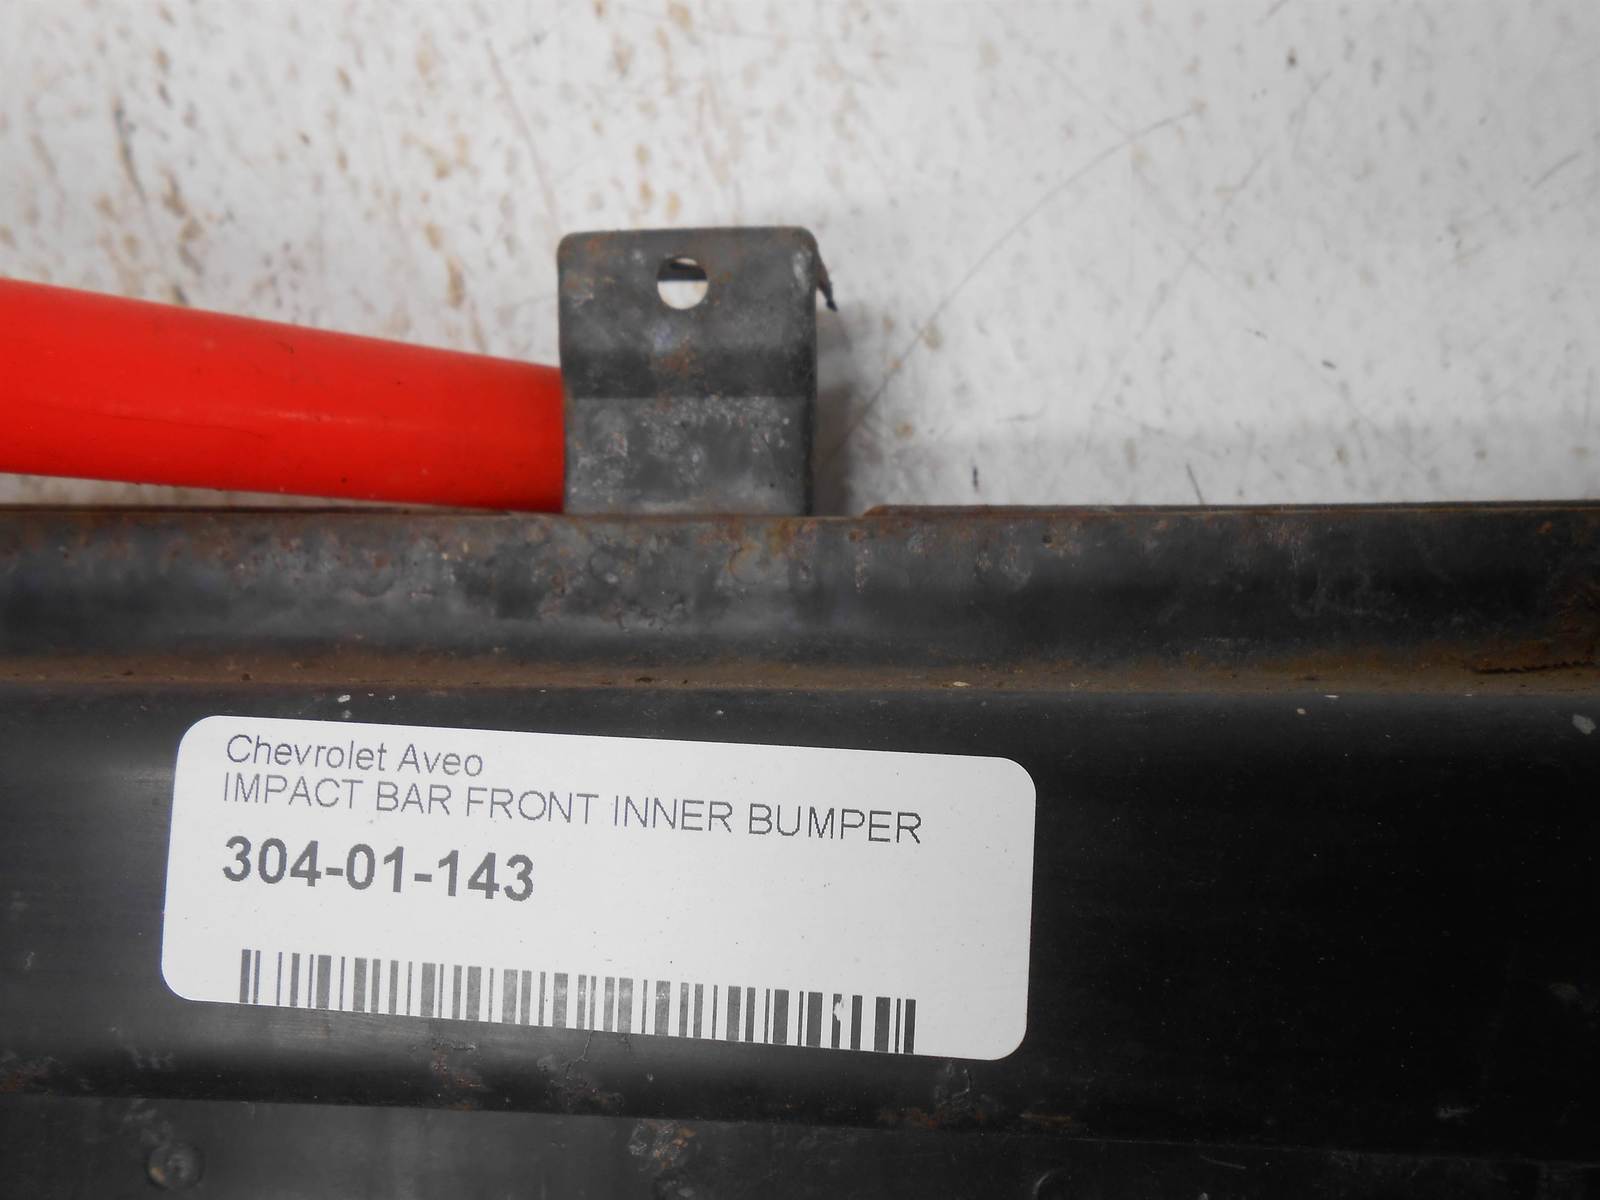 Chevrolet Aveo
IMPACT BAR FRONT INNER BUMPER
304-01-143